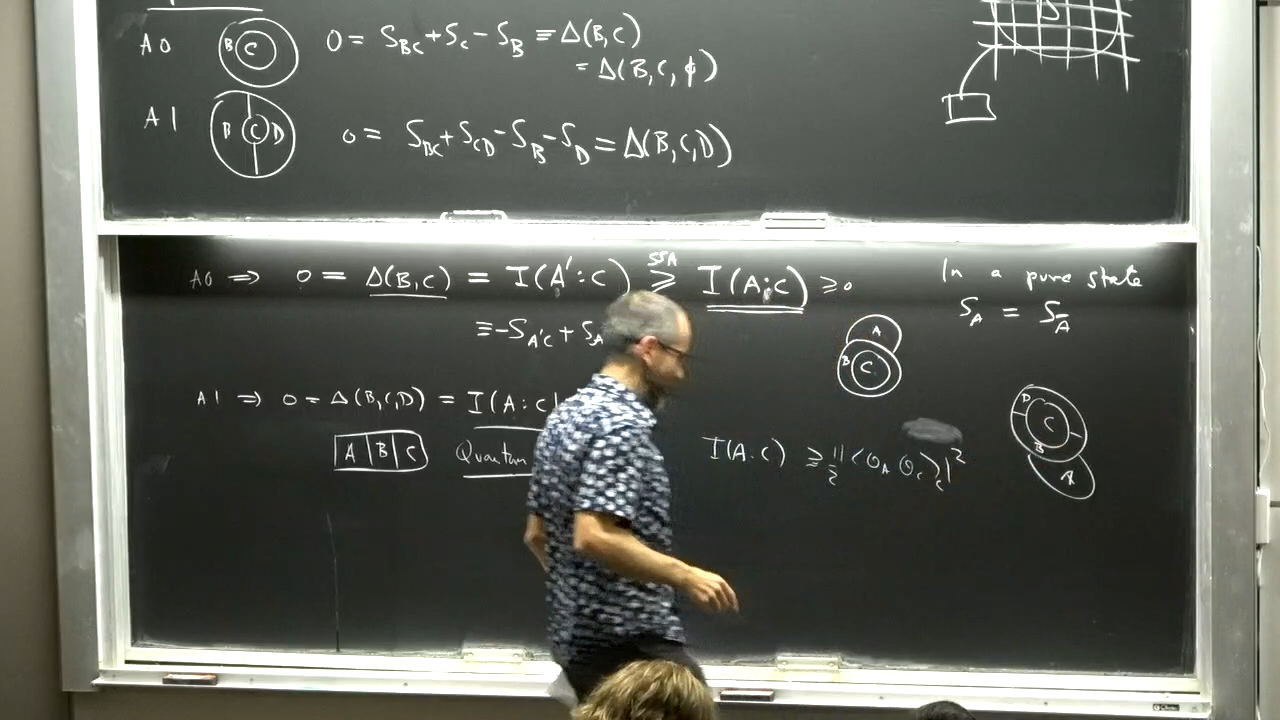 A0 B C 0 = S_BC + S_C - S_B ≡ Δ(B,C)
= Δ(B,C,ϕ)
A1 B C D 0 = S_BC + S_CD - S_B - S_D = Δ(B,C,D)
A0 ⇒ 0 = Δ(B,C) = I(A':C) ≥ I(A:C) ≥ 0
SSA
In a pure state
S_A = S_Ā
≡ -S_A'C + S_A
A
B C
A1 ⇒ 0 = Δ(B,C,D) = I(A:C
D C
B
A
A B C Quantum
I(A:C) ≥ ½ |⟨O_A O_C⟩_c|²